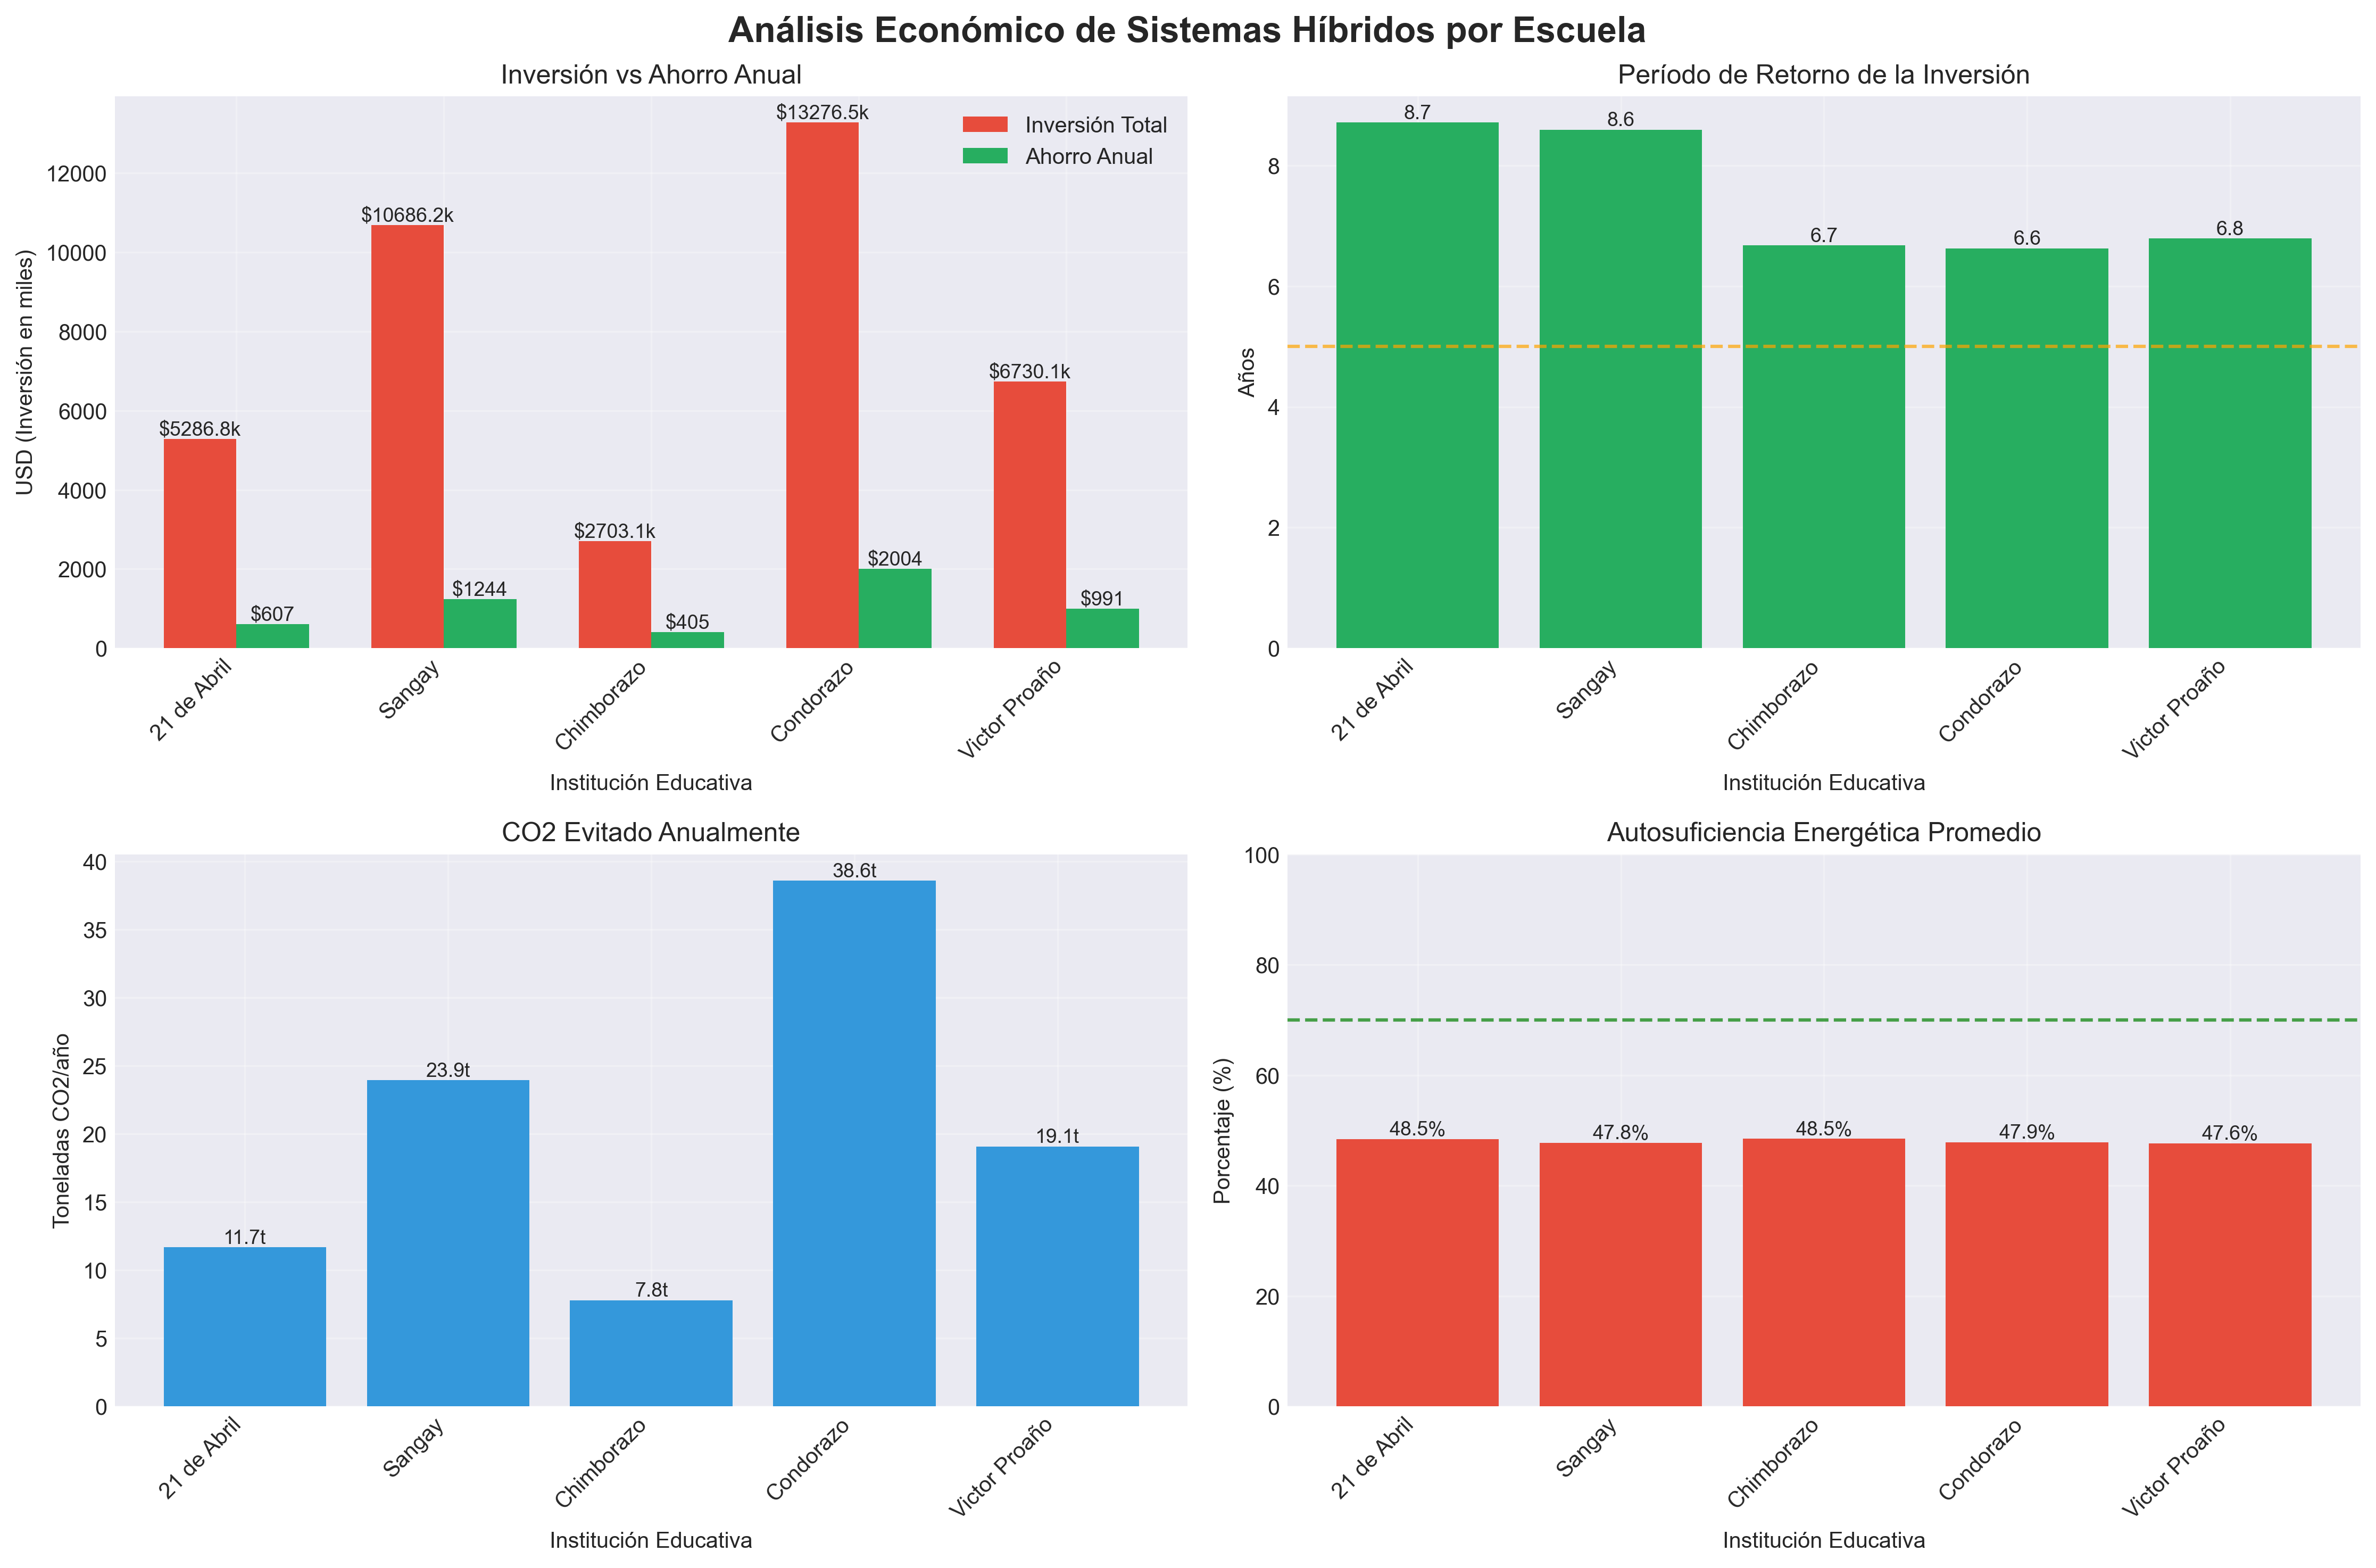 Análisis Económico de Sistemas Híbridos por Escuela
Inversión vs Ahorro Anual
USD (Inversión en miles)
12000
10000
8000
6000
4000
2000
0
$5286.8k
$607
$10686.2k
$1244
$2703.1k
$405
$13276.5k
$2004
$6730.1k
$991
Inversión Total
Ahorro Anual
21 de Abril
Sangay
Chimborazo
Condorazo
Victor Proaño
Institución Educativa
Período de Retorno de la Inversión
Años
8
6
4
2
0
8.7
8.6
6.7
6.6
6.8
21 de Abril
Sangay
Chimborazo
Condorazo
Victor Proaño
Institución Educativa
CO2 Evitado Anualmente
Toneladas CO2/año
40
35
30
25
20
15
10
5
0
11.7t
23.9t
7.8t
38.6t
19.1t
21 de Abril
Sangay
Chimborazo
Condorazo
Victor Proaño
Institución Educativa
Autosuficiencia Energética Promedio
Porcentaje (%)
100
80
60
40
20
0
48.5%
47.8%
48.5%
47.9%
47.6%
21 de Abril
Sangay
Chimborazo
Condorazo
Victor Proaño
Institución Educativa